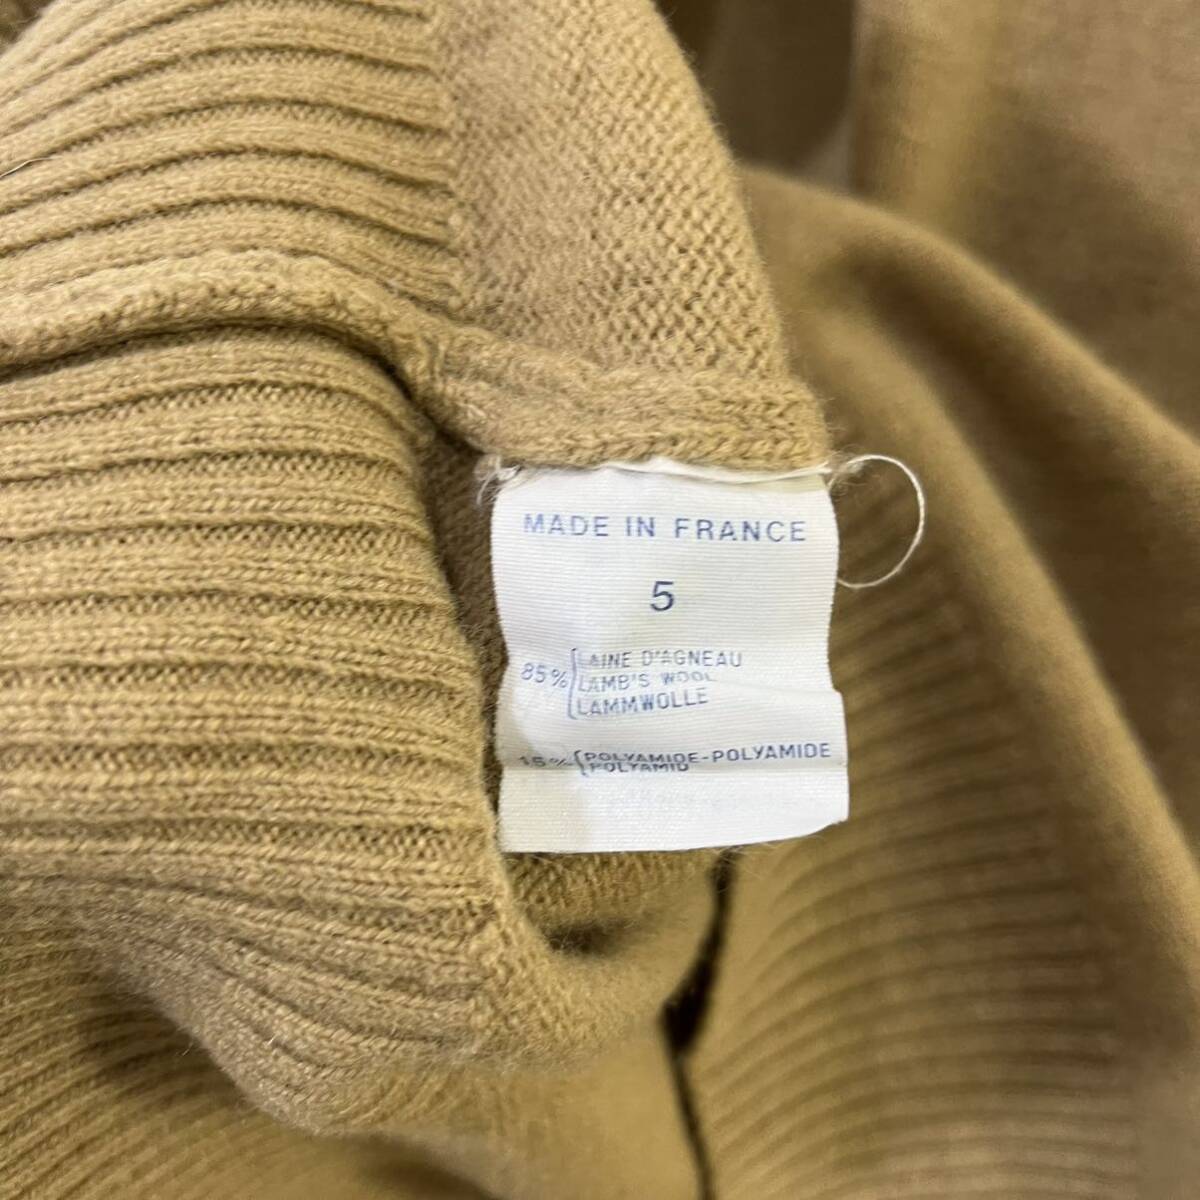 MADE IN FRANCE
5
85% LAINE D'AGNEAU
LAMB'S WOOL
LAMMWOLLE
15% POLYAMIDE-POLYAMIDE
POLYAMID